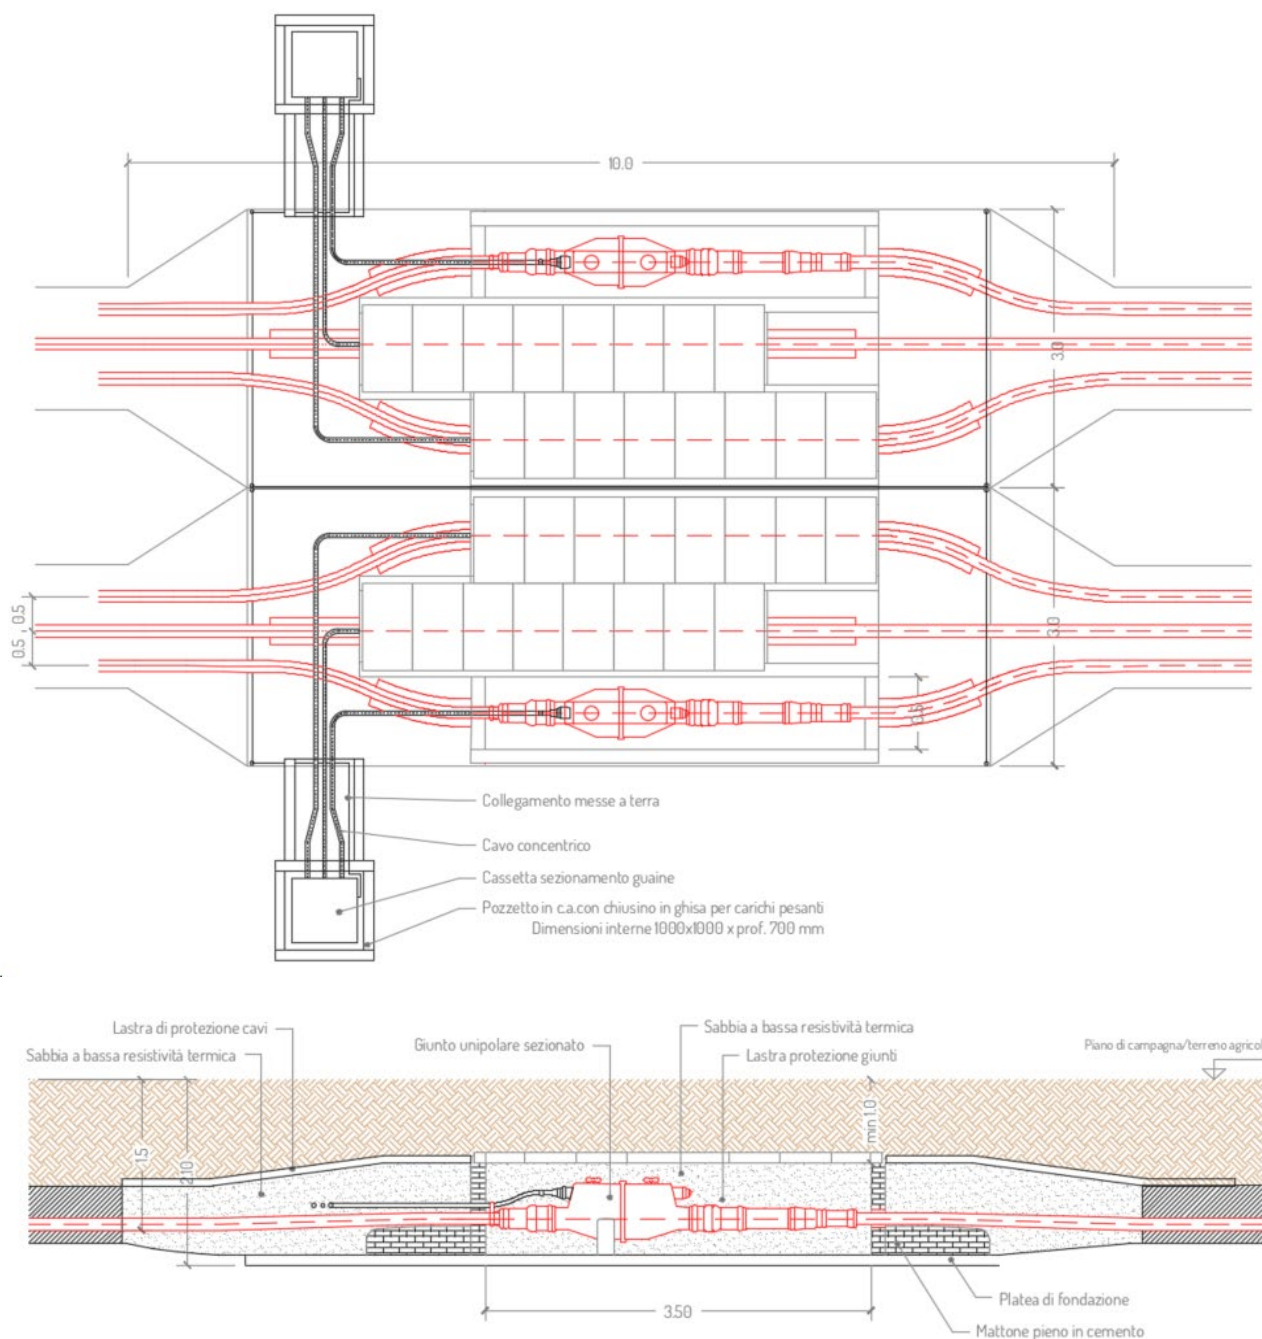 10.0
3.0
0.5
0.5
3.0
0.5
Collegamento messe a terra
Cavo concentrico
Cassetta sezionamento guaine
Pozzetto in c.a.con chiusino in ghisa per carichi pesanti
Dimensioni interne 1000x1000 x prof. 700 mm
Lastra di protezione cavi
Sabbia a bassa resistività termica
Giunto unipolare sezionato
Sabbia a bassa resistività termica
Lastra protezione giunti
Piano di campagna/terreno agricol
1.5
2.10
min 1.0
3.50
Platea di fondazione
Mattone pieno in cemento